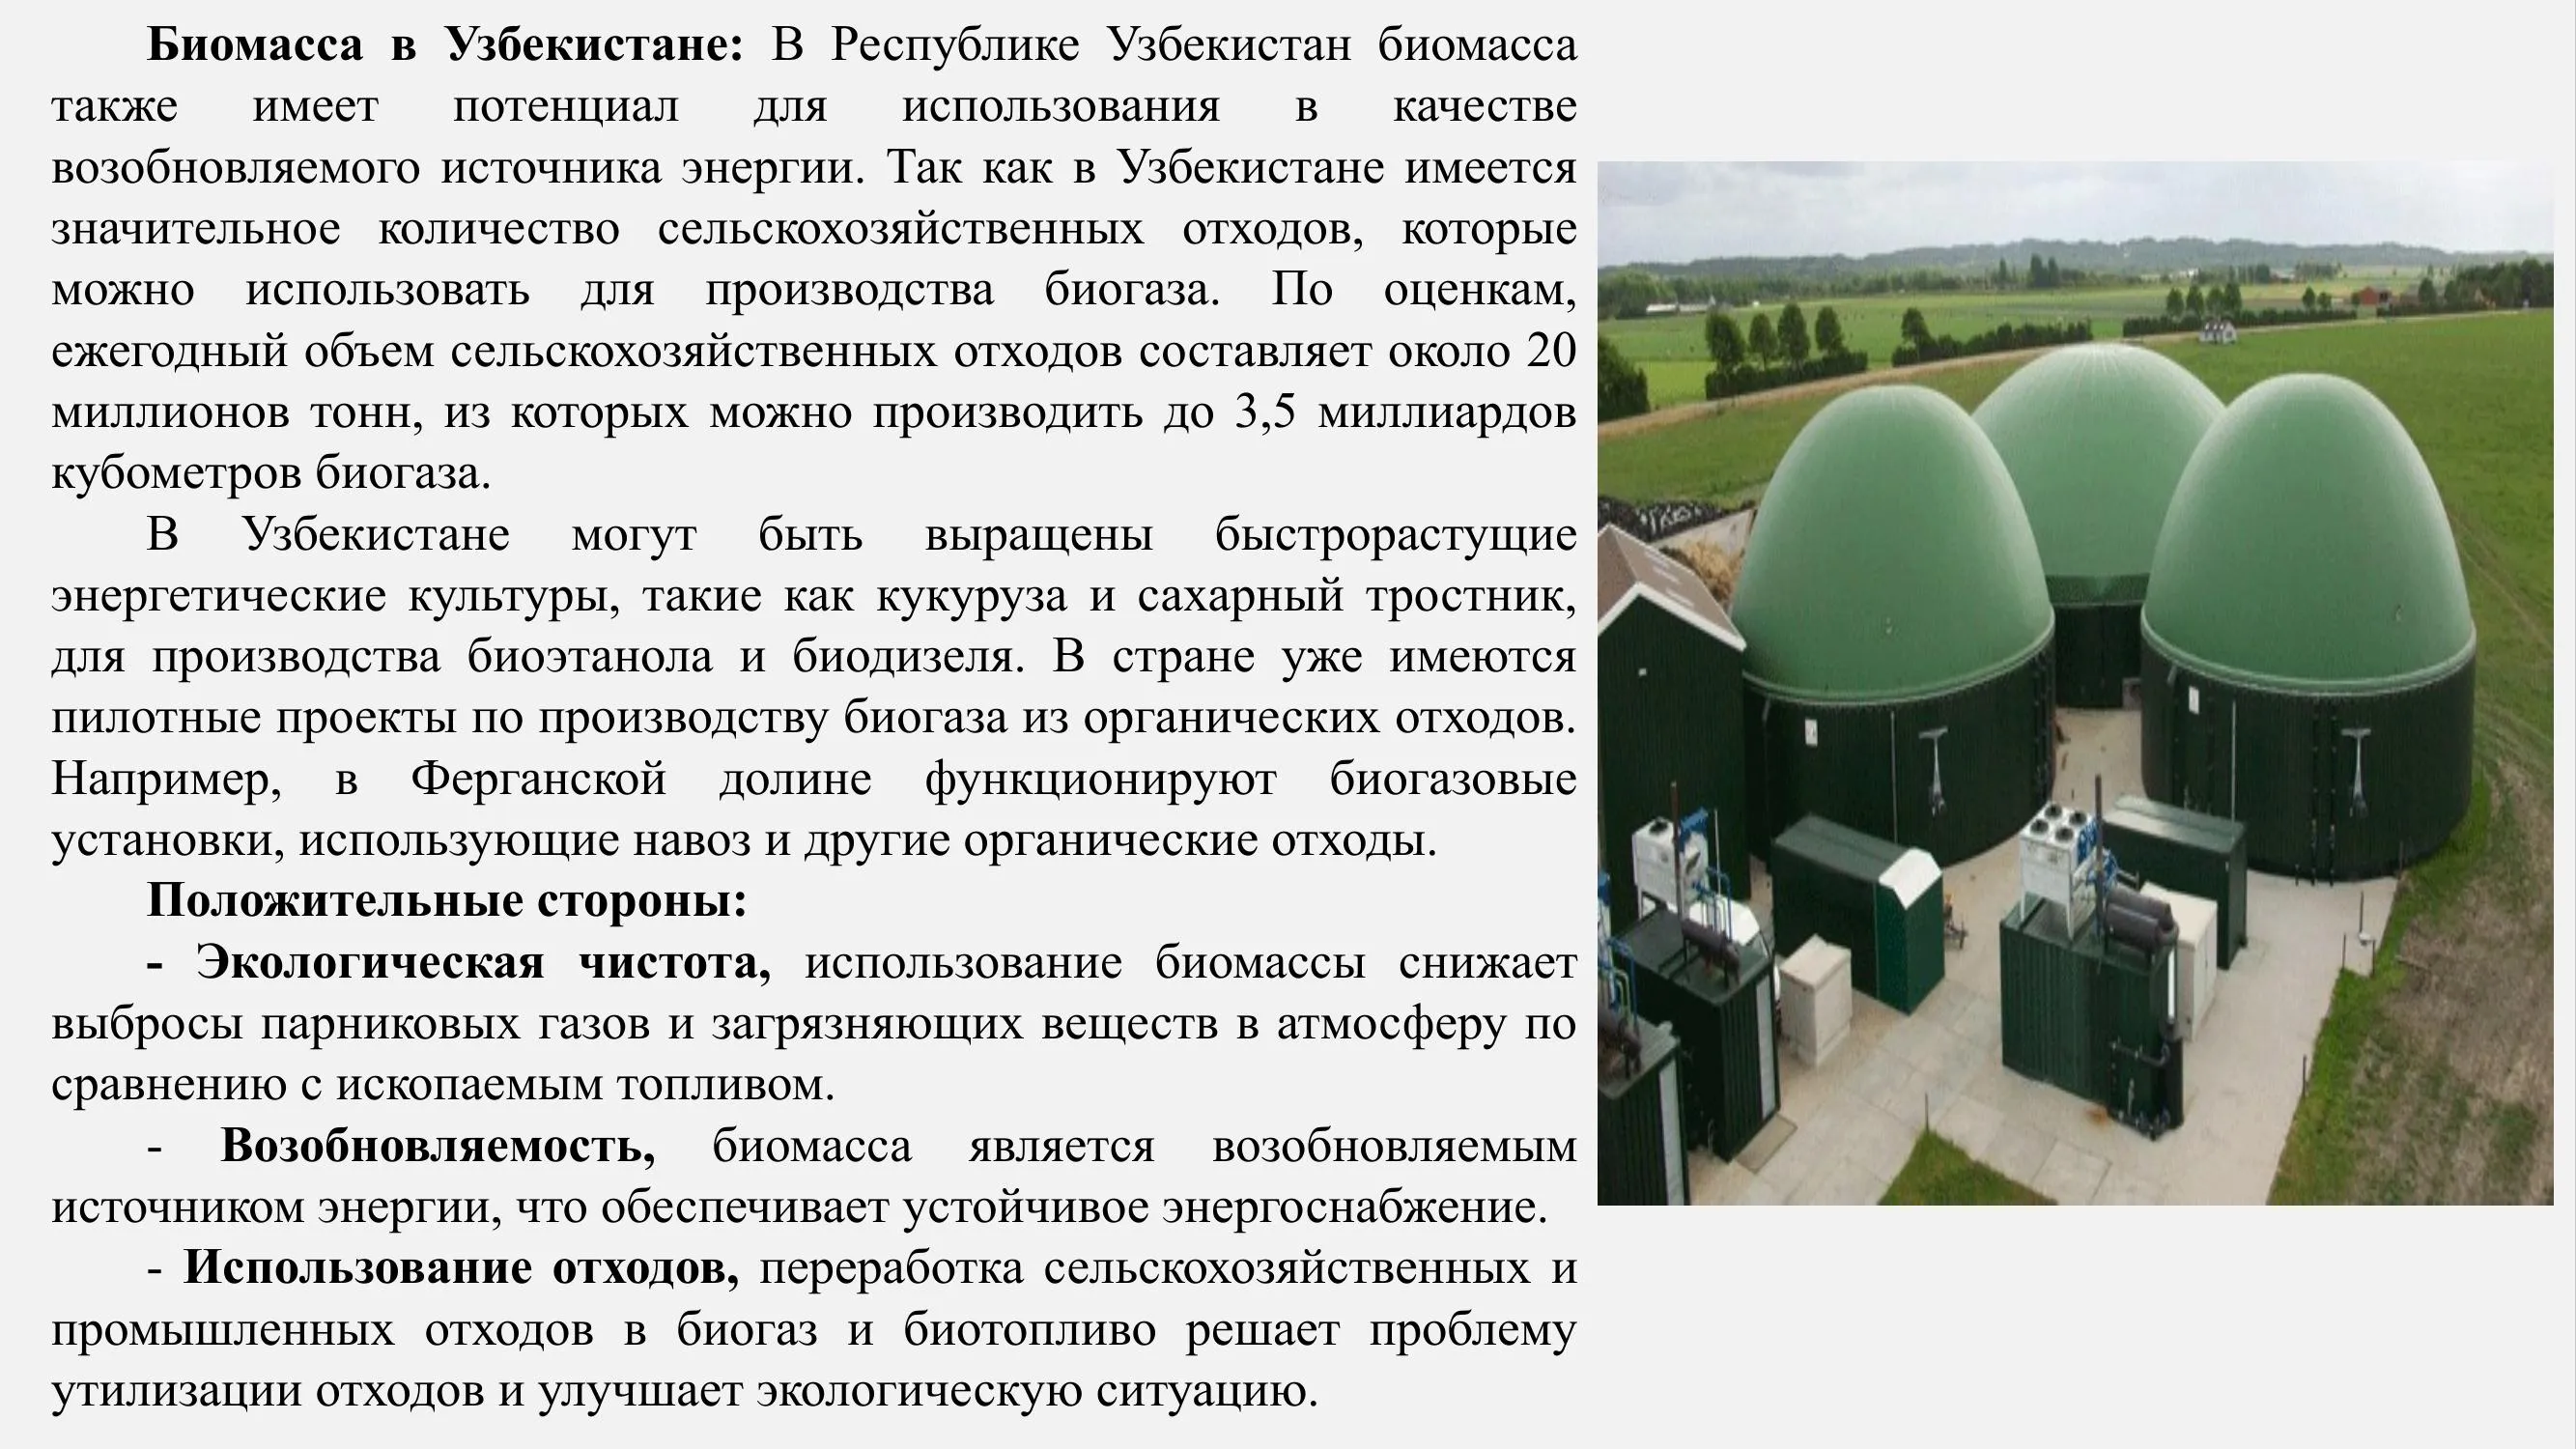 Биомасса в Узбекистане: В Республике Узбекистан биомасса
также имеет потенциал для использования в качестве
возобновляемого источника энергии. Так как в Узбекистане имеется
значительное количество сельскохозяйственных отходов, которые
можно использовать для производства биогаза. По оценкам,
ежегодный объем сельскохозяйственных отходов составляет около 20
миллионов тонн, из которых можно производить до 3,5 миллиардов
кубометров биогаза.
В Узбекистане могут быть выращены быстрорастущие
энергетические культуры, такие как кукуруза и сахарный тростник,
для производства биоэтанола и биодизеля. В стране уже имеются
пилотные проекты по производству биогаза из органических отходов.
Например, в Ферганской долине функционируют биогазовые
установки, использующие навоз и другие органические отходы.
Положительные стороны:
- Экологическая чистота, использование биомассы снижает
выбросы парниковых газов и загрязняющих веществ в атмосферу по
сравнению с ископаемым топливом.
- Возобновляемость, биомасса является возобновляемым
источником энергии, что обеспечивает устойчивое энергоснабжение.
- Использование отходов, переработка сельскохозяйственных и
промышленных отходов в биогаз и биотопливо решает проблему
утилизации отходов и улучшает экологическую ситуацию.